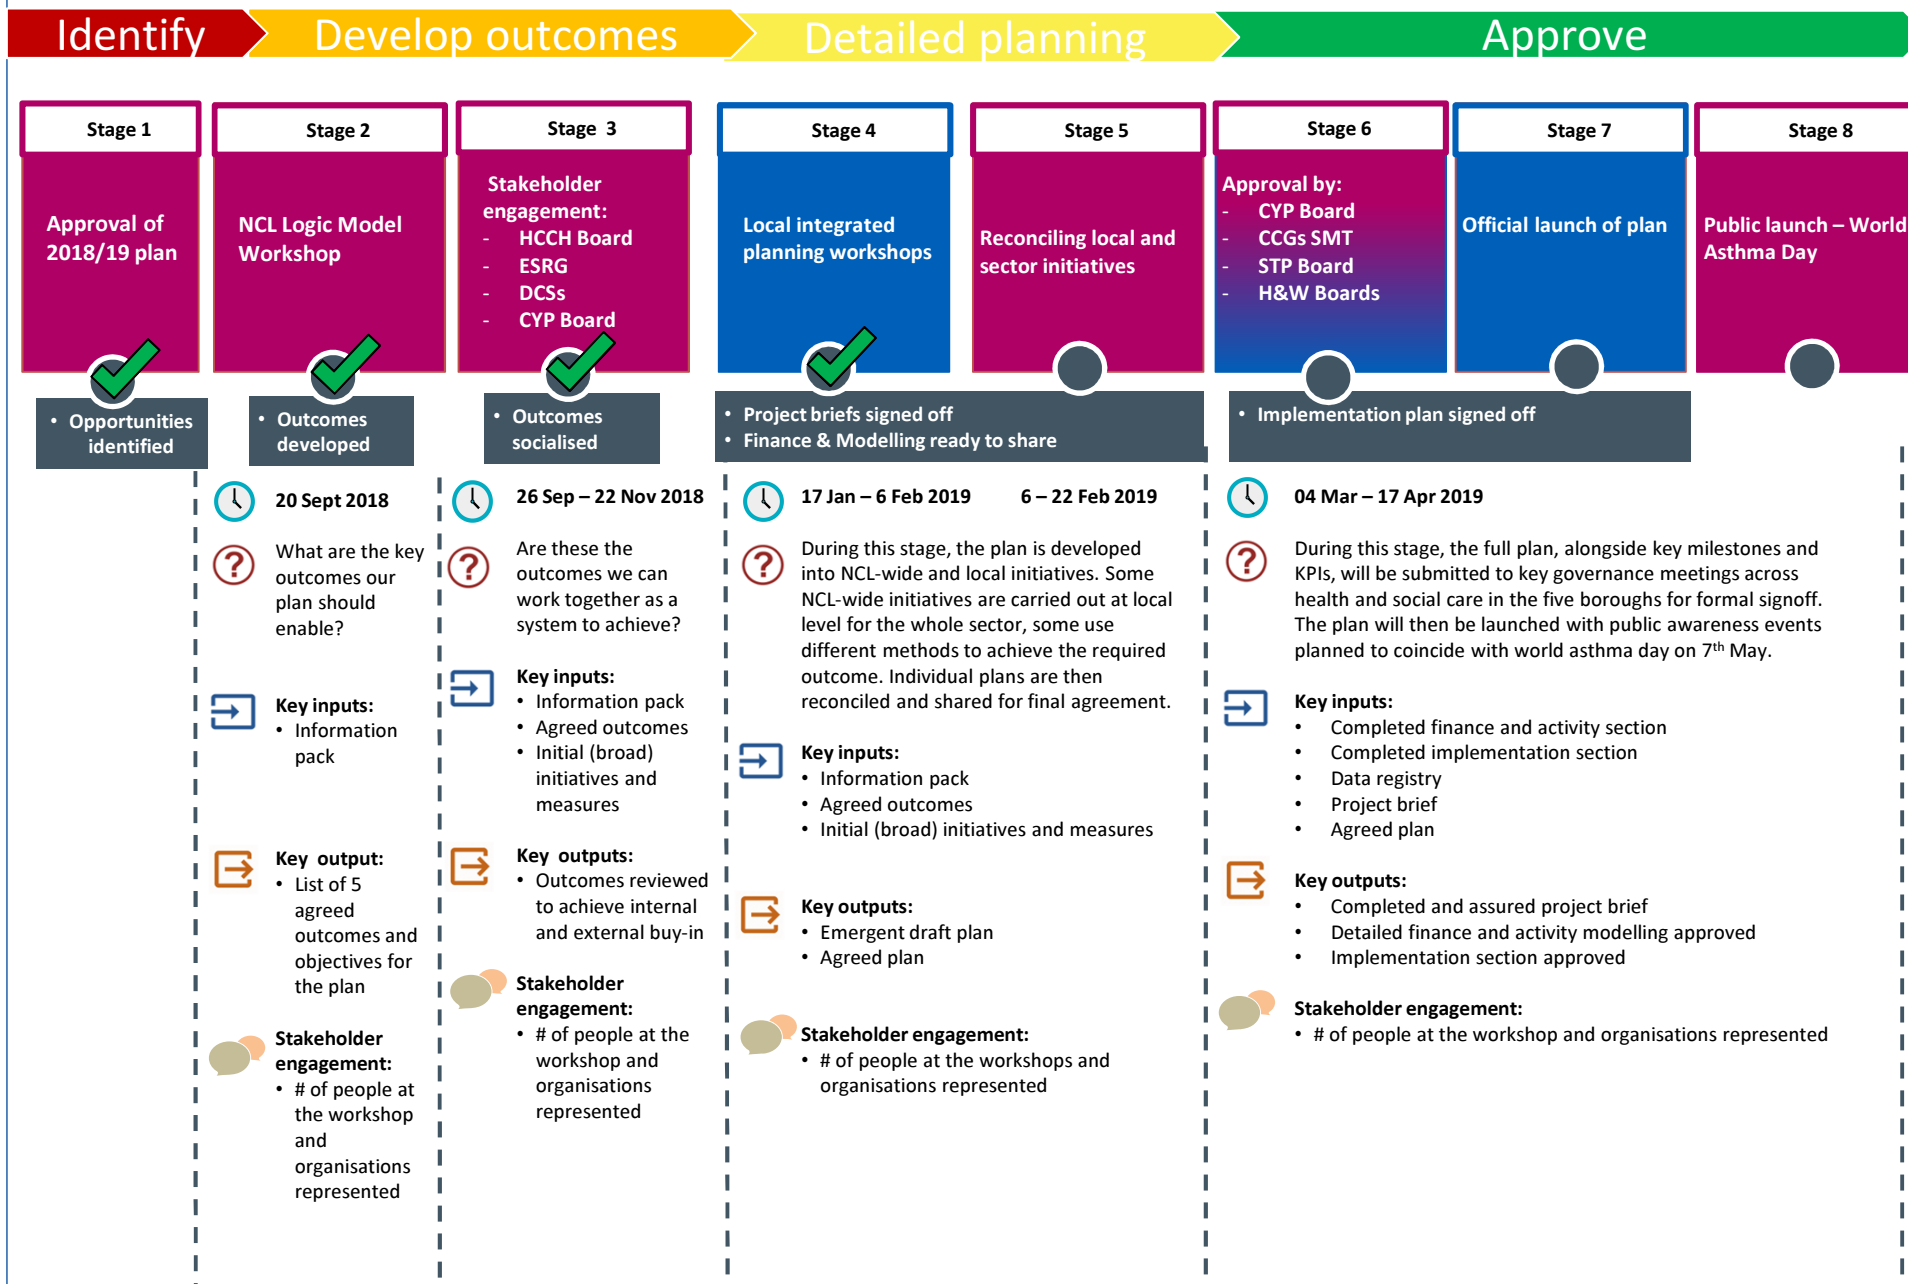 Identify
Develop outcomes
Detailed planning
Approve
Stage 1
Approval of
2018/19 plan
Stage 2
NCL Logic Model
Workshop
Stage 3
Stakeholder
engagement:
- HCCH Board
- ESRG
- DCSs
- CYP Board
Stage 4
Local integrated
planning workshops
Stage 5
Reconciling local and
sector initiatives
Stage 6
Approval by:
- CYP Board
- CCGs SMT
- STP Board
- H&W Boards
Stage 7
Official launch of plan
Stage 8
Public launch – World
Asthma Day
• Opportunities
identified
• Outcomes
developed
• Outcomes
socialised
• Project briefs signed off
• Finance & Modelling ready to share
• Implementation plan signed off
20 Sept 2018
What are the key
outcomes our
plan should
enable?
Key inputs:
• Information
pack
Key output:
• List of 5
agreed
outcomes and
objectives for
the plan
Stakeholder
engagement:
• # of people at
the workshop
and
organisations
represented
26 Sep – 22 Nov 2018
Are these the
outcomes we can
work together as a
system to achieve?
Key inputs:
• Information pack
• Agreed outcomes
• Initial (broad)
initiatives and
measures
Key outputs:
• Outcomes reviewed
to achieve internal
and external buy-in
Stakeholder
engagement:
• # of people at the
workshop and
organisations
represented
17 Jan – 6 Feb 2019 6 – 22 Feb 2019
During this stage, the plan is developed
into NCL-wide and local initiatives. Some
NCL-wide initiatives are carried out at local
level for the whole sector, some use
different methods to achieve the required
outcome. Individual plans are then
reconciled and shared for final agreement.
Key inputs:
• Information pack
• Agreed outcomes
• Initial (broad) initiatives and measures
Key outputs:
• Emergent draft plan
• Agreed plan
Stakeholder engagement:
• # of people at the workshops and
organisations represented
04 Mar – 17 Apr 2019
During this stage, the full plan, alongside key milestones and
KPIs, will be submitted to key governance meetings across
health and social care in the five boroughs for formal signoff.
The plan will then be launched with public awareness events
planned to coincide with world asthma day on 7th May.
Key inputs:
• Completed finance and activity section
• Completed implementation section
• Data registry
• Project brief
• Agreed plan
Key outputs:
• Completed and assured project brief
• Detailed finance and activity modelling approved
• Implementation section approved
Stakeholder engagement:
• # of people at the workshop and organisations represented